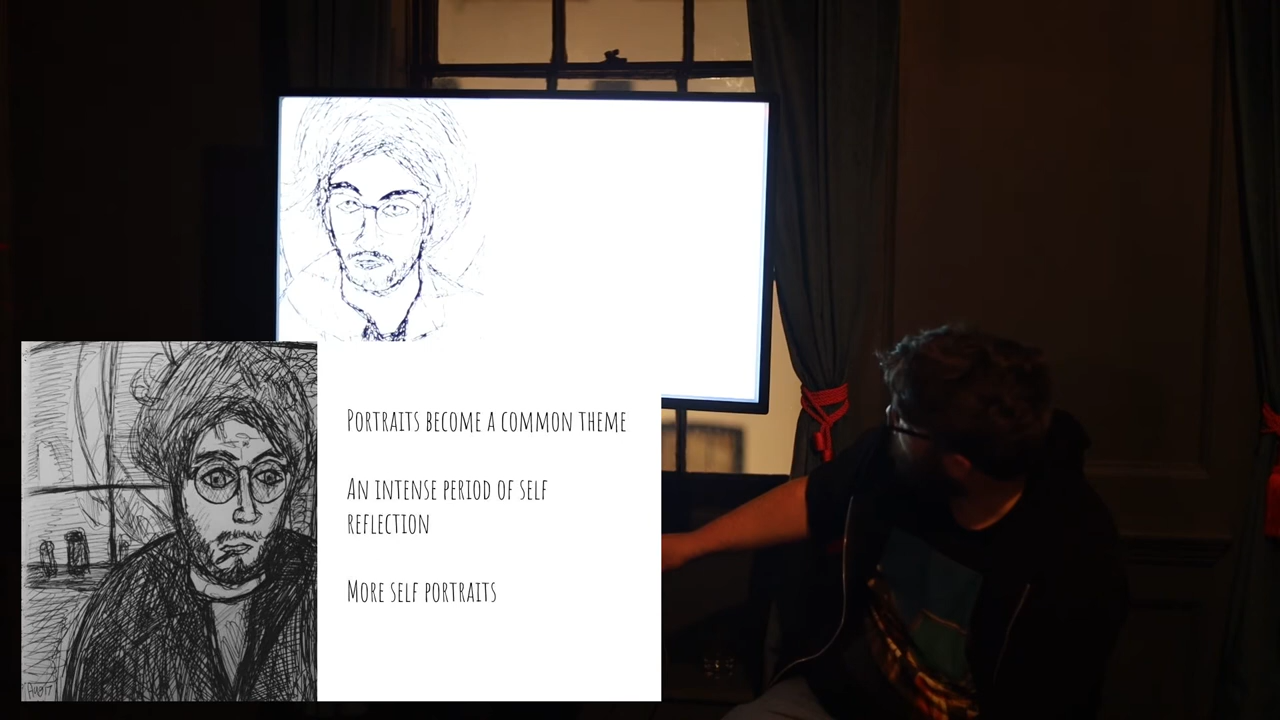 Portraits become a common theme
An intense period of self
reflection
More self portraits